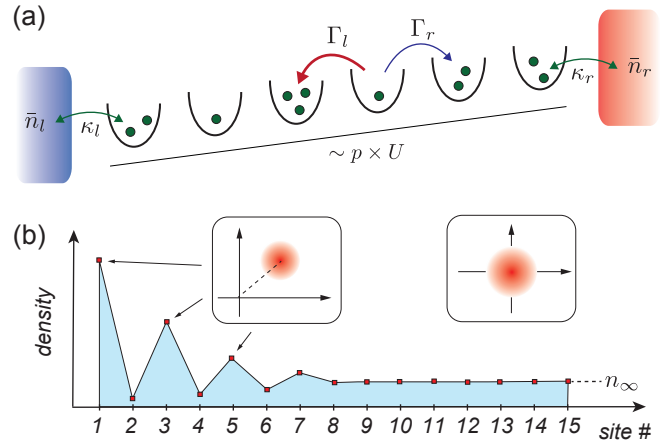 (a)
Γ_l Γ_r
n̄_l κ_l κ_r n̄_r
∼ p × U
(b)
density
n_∞
1 2 3 4 5 6 7 8 9 10 11 12 13 14 15 site #